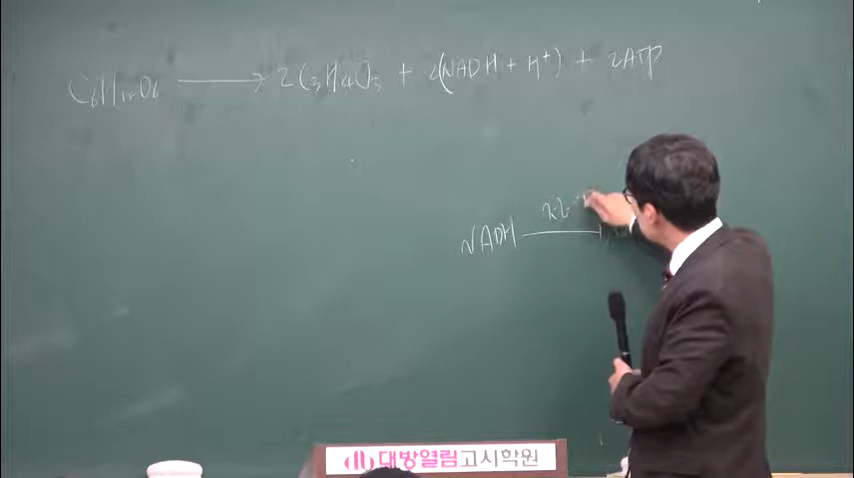 C₆H₁₂O₆ ⟶ 2C₃H₄O₃ + 2(NADH + H⁺) + 2ATP
NADH ⟶
대방열림고시학원